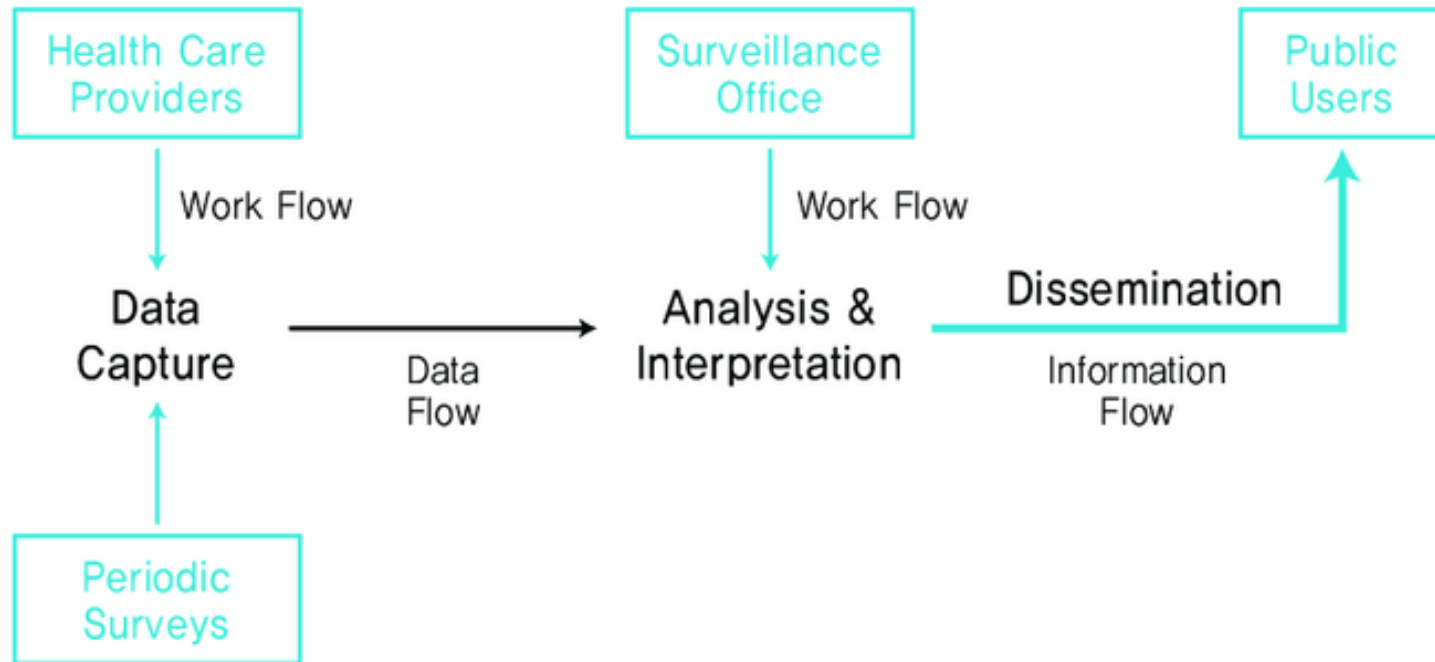 Health Care
Providers
Surveillance
Office
Public
Users
Work Flow
Work Flow
Data
Capture
Data
Flow
Analysis &
Interpretation
Dissemination
Information
Flow
Periodic
Surveys